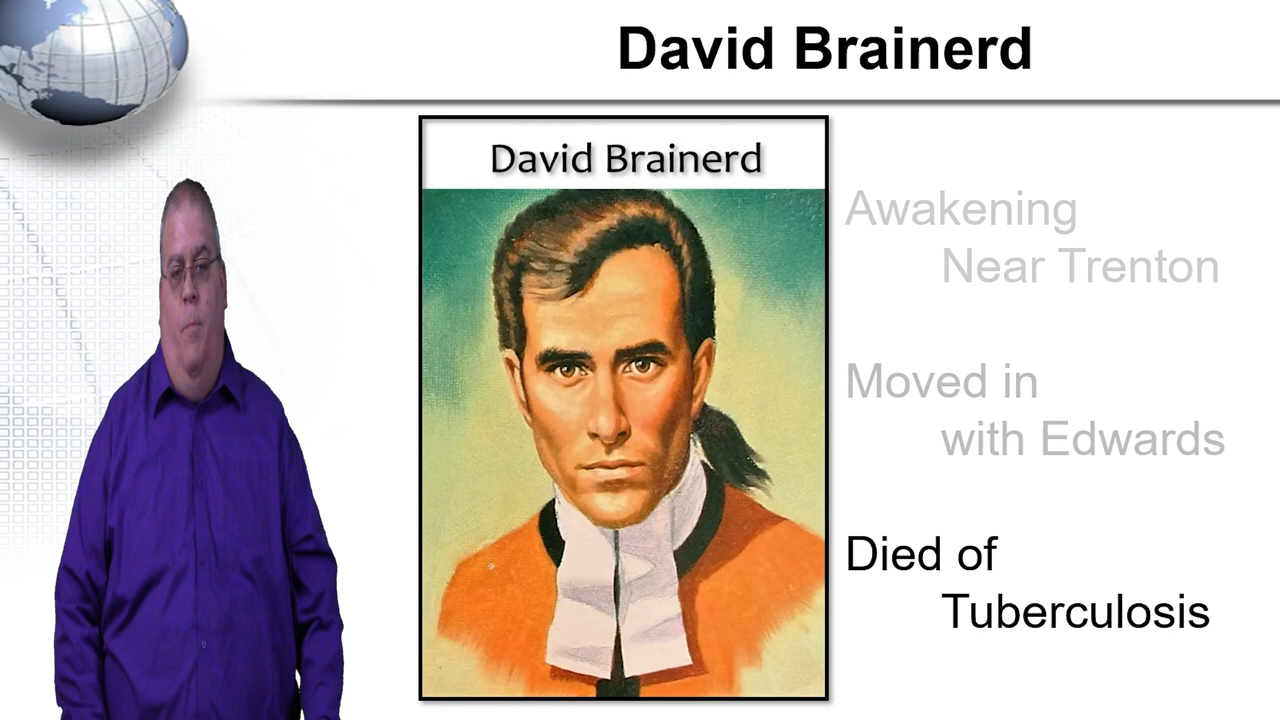 David Brainerd
David Brainerd
Awakening
Near Trenton
Moved in
with Edwards
Died of
Tuberculosis